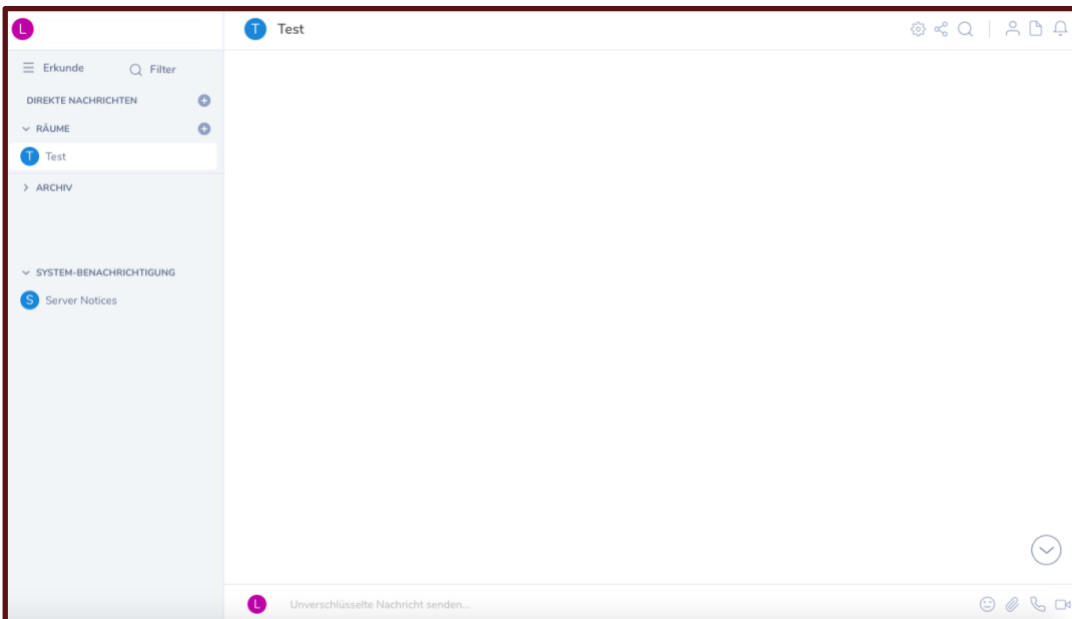 L
T Test
Erkunde
Filter
DIREKTE NACHRICHTEN
RÄUME
T Test
ARCHIV
SYSTEM-BENACHRICHTIGUNG
S Server Notices
L Unverschlüsselte Nachricht senden...